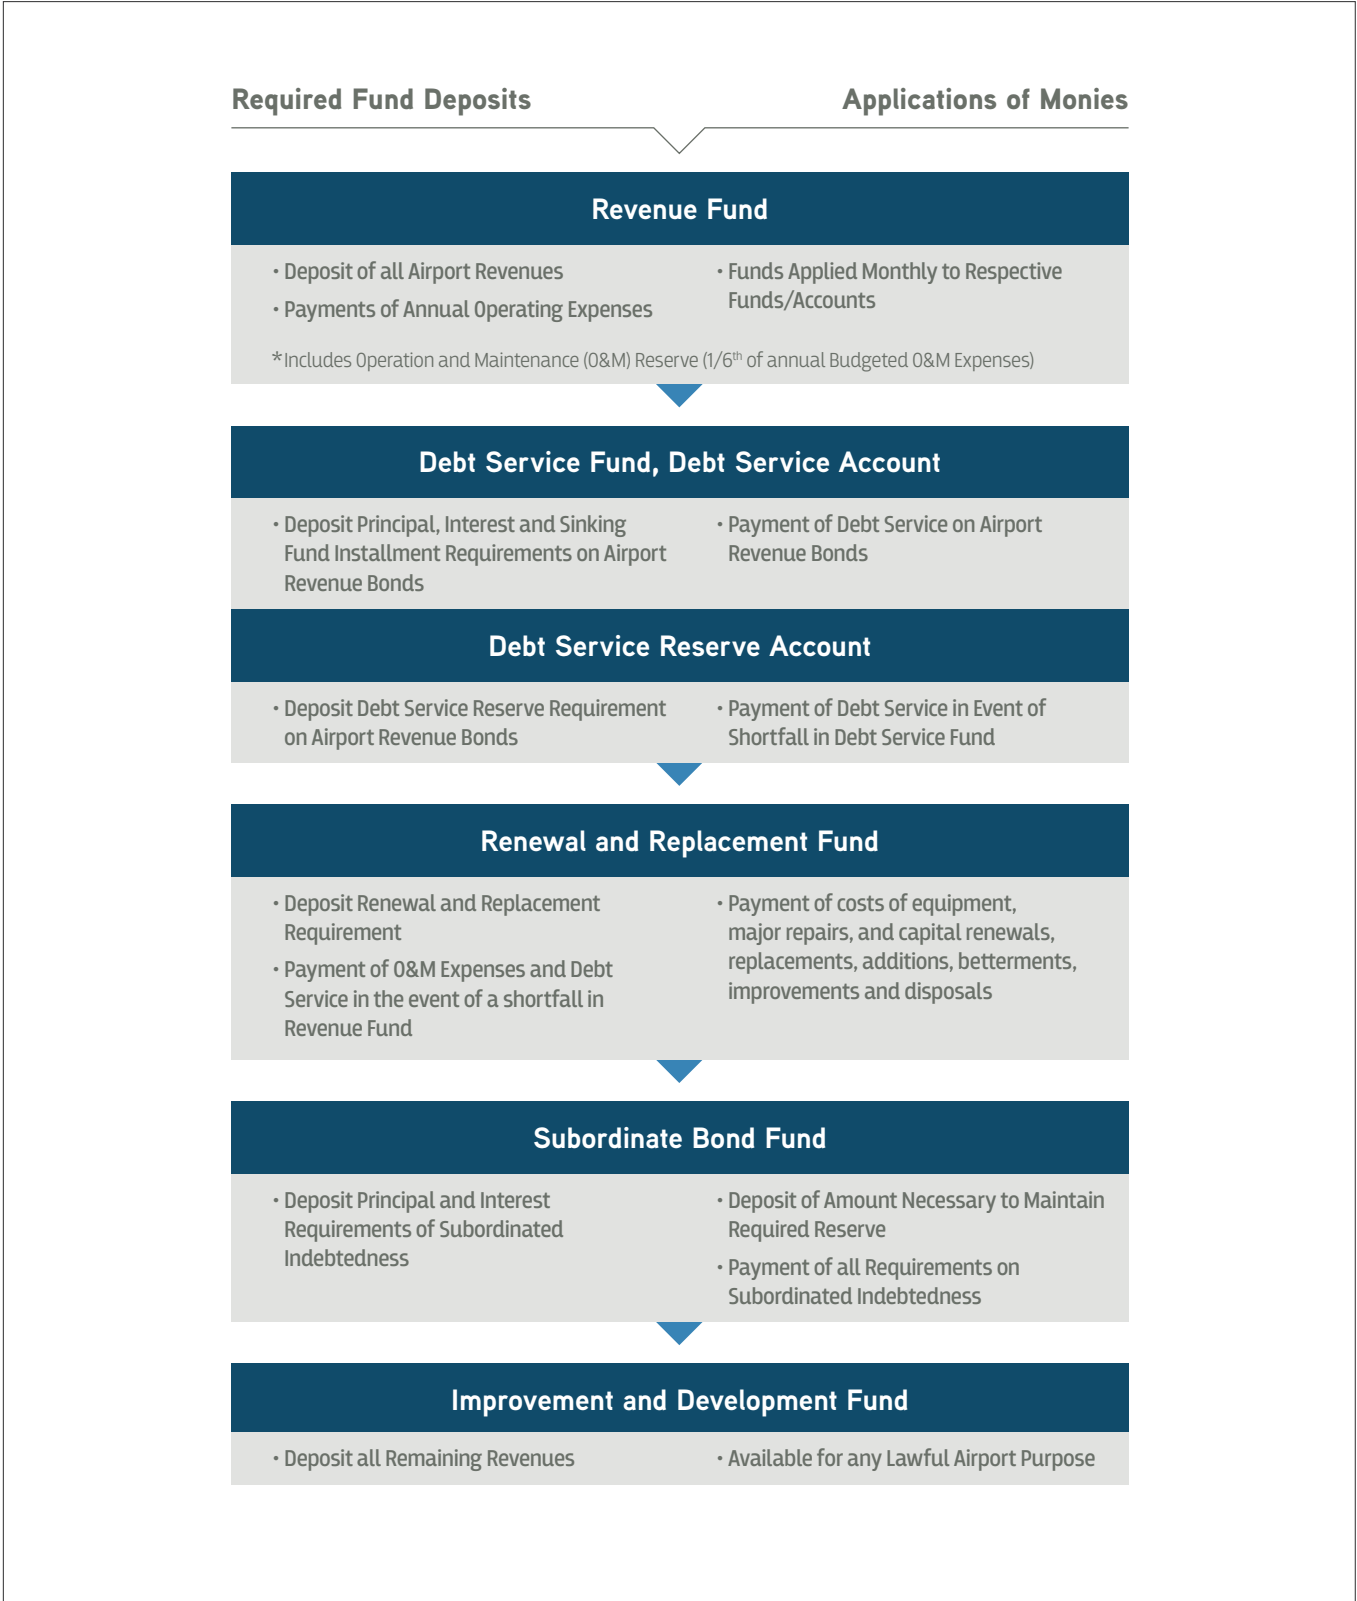 Required Fund Deposits
Applications of Monies
Revenue Fund
• Deposit of all Airport Revenues
• Payments of Annual Operating Expenses
• Funds Applied Monthly to Respective
Funds/Accounts
*Includes Operation and Maintenance (O&M) Reserve (1/6th of annual Budgeted O&M Expenses)
Debt Service Fund, Debt Service Account
• Deposit Principal, Interest and Sinking
Fund Installment Requirements on Airport
Revenue Bonds
• Payment of Debt Service on Airport
Revenue Bonds
Debt Service Reserve Account
• Deposit Debt Service Reserve Requirement
on Airport Revenue Bonds
• Payment of Debt Service in Event of
Shortfall in Debt Service Fund
Renewal and Replacement Fund
• Deposit Renewal and Replacement
Requirement
• Payment of O&M Expenses and Debt
Service in the event of a shortfall in
Revenue Fund
• Payment of costs of equipment,
major repairs, and capital renewals,
replacements, additions, betterments,
improvements and disposals
Subordinate Bond Fund
• Deposit Principal and Interest
Requirements of Subordinated
Indebtedness
• Deposit of Amount Necessary to Maintain
Required Reserve
• Payment of all Requirements on
Subordinated Indebtedness
Improvement and Development Fund
• Deposit all Remaining Revenues
• Available for any Lawful Airport Purpose